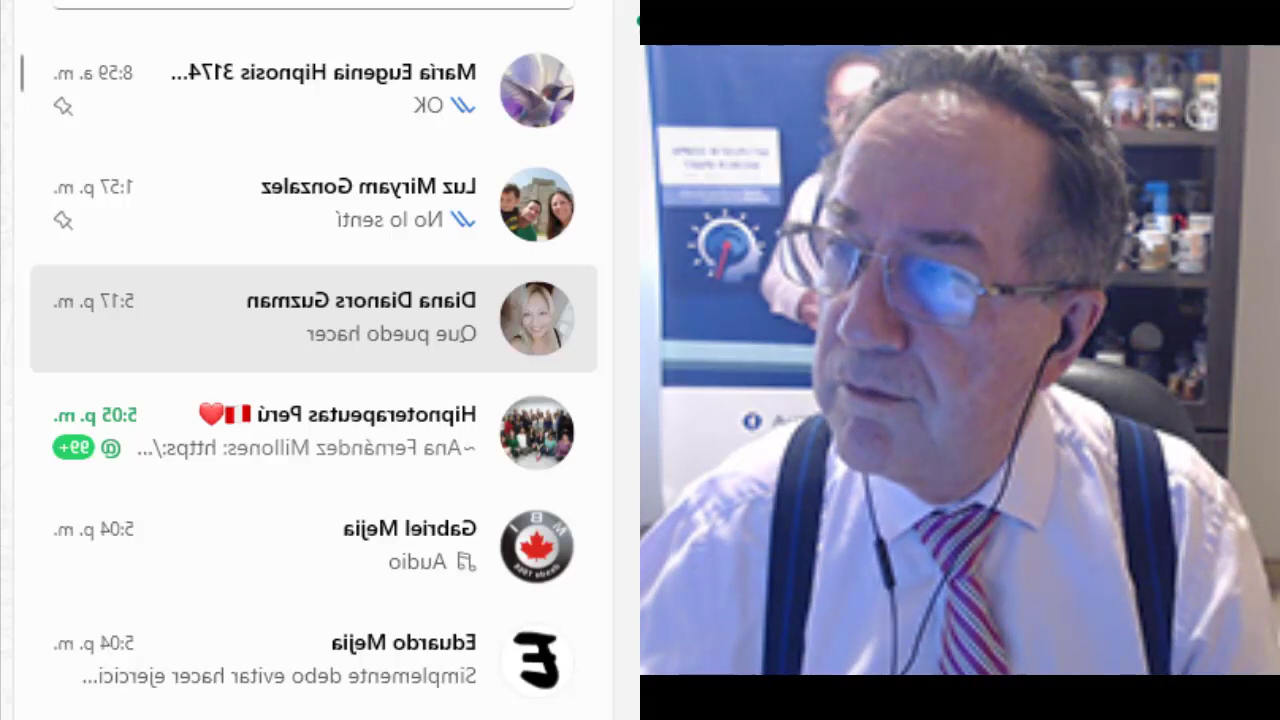 María Eugenia Hipnosis 3174...
8:59 a. m.
OK
Luz Miryam Gonzalez
1:57 p. m.
No lo sentí
Diana Dianors Guzman
5:17 p. m.
Que puedo hacer
Hipnoterapeutas Perú 🇵🇪❤️
5:05 p. m.
~Ana Fernández Millones: https:/...
@ 99+
Gabriel Mejia
5:04 p. m.
Audio
Eduardo Mejia
5:04 p. m.
Simplemente debo evitar hacer ejercici...